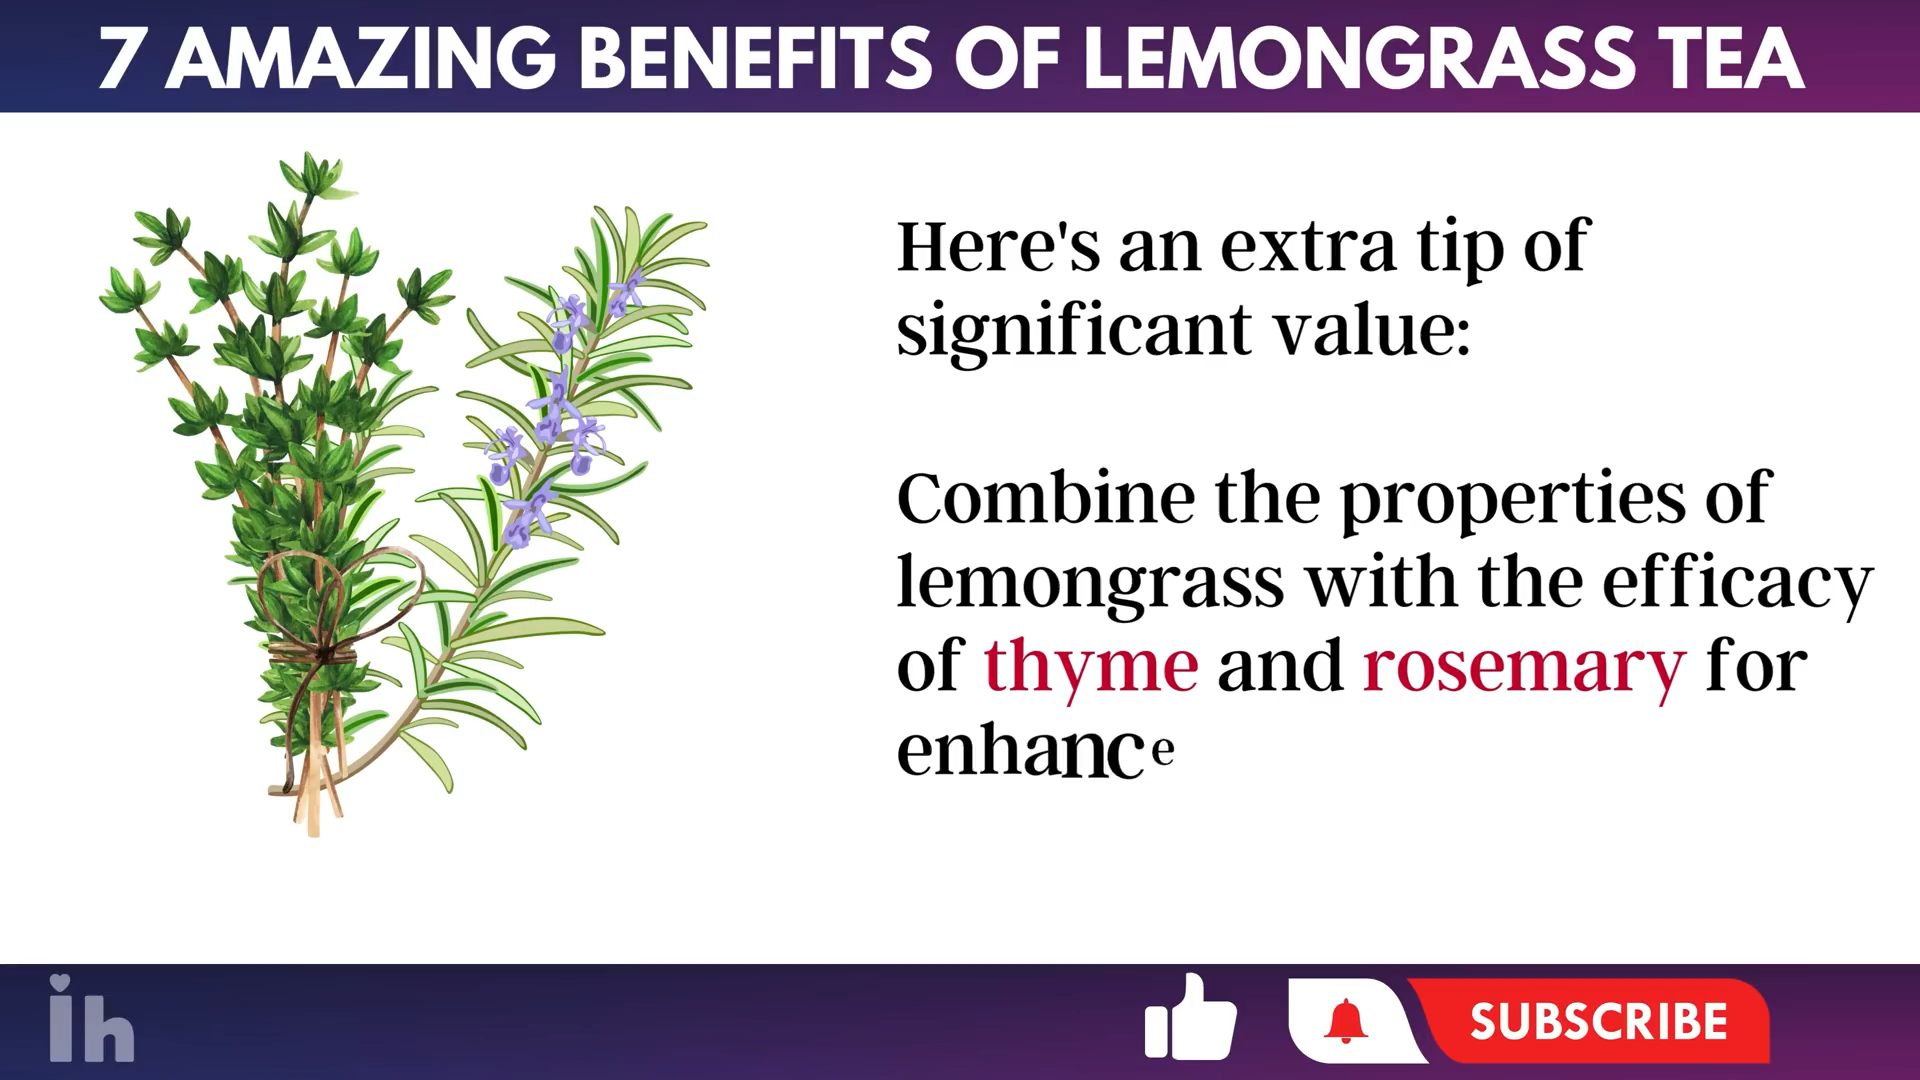 7 AMAZING BENEFITS OF LEMONGRASS TEA
Here's an extra tip of
significant value:
Combine the properties of
lemongrass with the efficacy
of thyme and rosemary for
enhance
ih
SUBSCRIBE